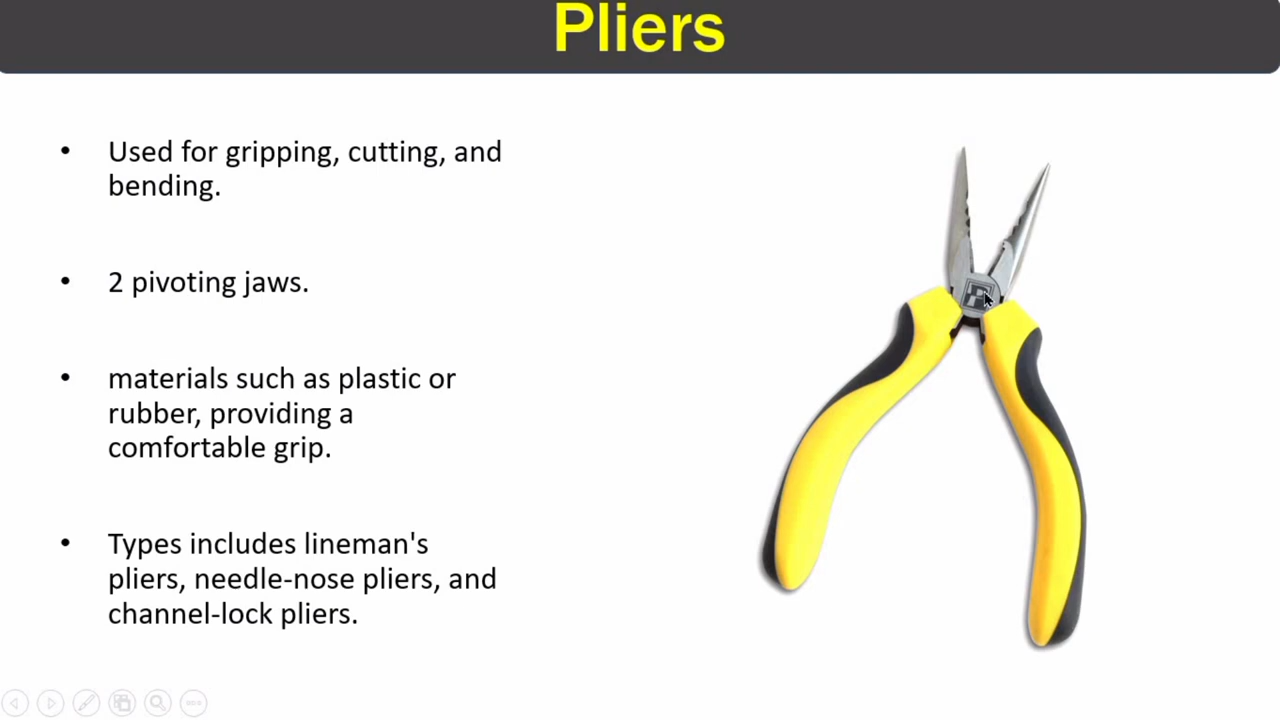 Pliers
• Used for gripping, cutting, and
bending.
• 2 pivoting jaws.
• materials such as plastic or
rubber, providing a
comfortable grip.
• Types includes lineman's
pliers, needle-nose pliers, and
channel-lock pliers.
P